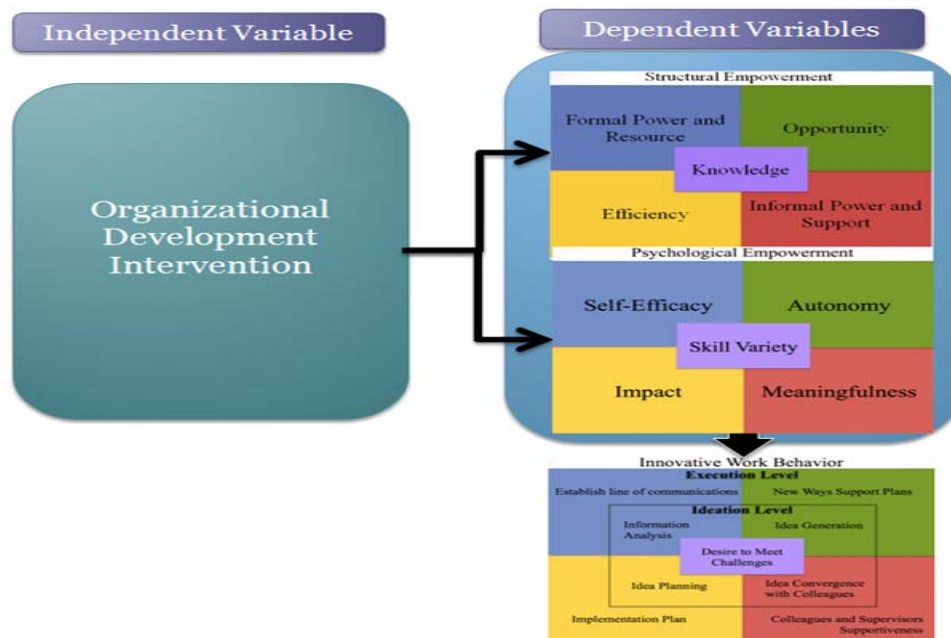 Independent Variable
Dependent Variables
Organizational
Development
Intervention
Structural Empowerment
Formal Power and
Resource
Opportunity
Knowledge
Efficiency
Informal Power and
Support
Psychological Empowerment
Self-Efficacy
Autonomy
Skill Variety
Impact
Meaningfulness
Innovative Work Behavior
Execution Level
Establish line of communications
New Ways Support Plans
Ideation Level
Information
Analysis
Idea Generation
Desire to Meet
Challenges
Idea Planning
Idea Convergence
with Colleagues
Implementation Plan
Colleagues and Supervisors
Supportiveness